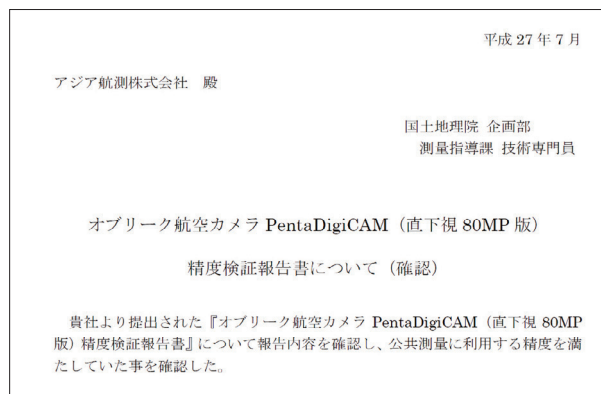 平成 27 年 7 月
アジア航測株式会社　殿
国土地理院 企画部
測量指導課 技術専門員
オブリーク航空カメラ PentaDigiCAM（直下視 80MP 版）
精度検証報告書について（確認）
貴社より提出された『オブリーク航空カメラ PentaDigiCAM（直下視 80MP
版）精度検証報告書』について報告内容を確認し、公共測量に利用する精度を満
たしていた事を確認した。